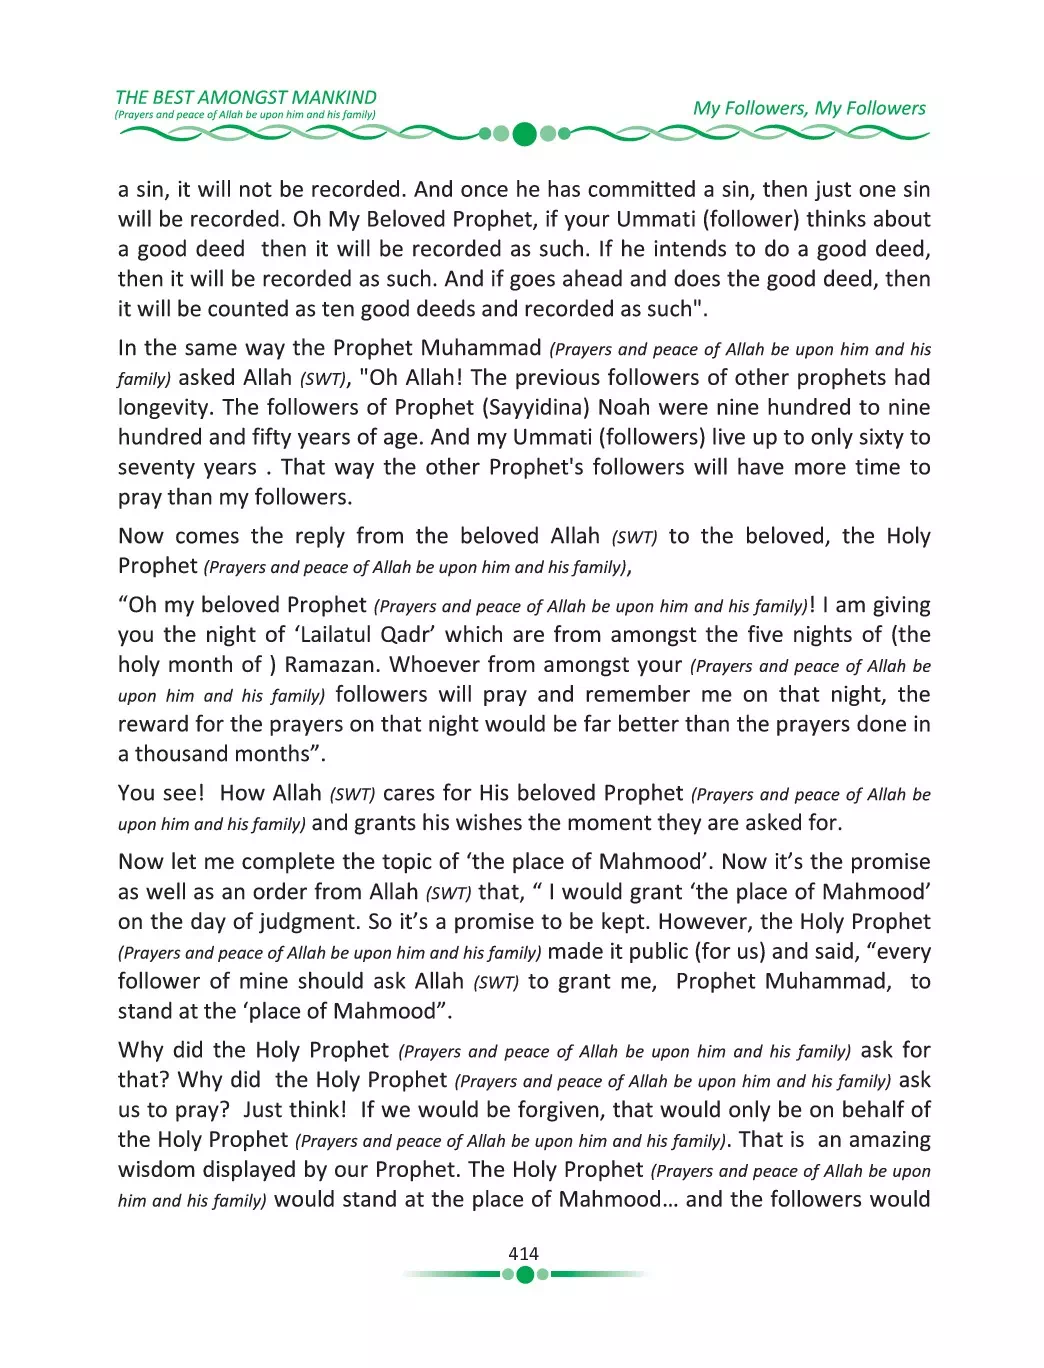 THE BEST AMONGST MANKIND
(Prayers and peace of Allah be upon him and his family)
My Followers, My Followers
a sin, it will not be recorded. And once he has committed a sin, then just one sin
will be recorded. Oh My Beloved Prophet, if your Ummati (follower) thinks about
a good deed  then it will be recorded as such. If he intends to do a good deed,
then it will be recorded as such. And if goes ahead and does the good deed, then
it will be counted as ten good deeds and recorded as such".
In the same way the Prophet Muhammad (Prayers and peace of Allah be upon him and his
family) asked Allah (SWT), "Oh Allah! The previous followers of other prophets had
longevity. The followers of Prophet (Sayyidina) Noah were nine hundred to nine
hundred and fifty years of age. And my Ummati (followers) live up to only sixty to
seventy years . That way the other Prophet's followers will have more time to
pray than my followers.
Now comes the reply from the beloved Allah (SWT) to the beloved, the Holy
Prophet (Prayers and peace of Allah be upon him and his family),
“Oh my beloved Prophet (Prayers and peace of Allah be upon him and his family)! I am giving
you the night of ‘Lailatul Qadr’ which are from amongst the five nights of (the
holy month of ) Ramazan. Whoever from amongst your (Prayers and peace of Allah be
upon him and his family) followers will pray and remember me on that night, the
reward for the prayers on that night would be far better than the prayers done in
a thousand months”.
You see!  How Allah (SWT) cares for His beloved Prophet (Prayers and peace of Allah be
upon him and his family) and grants his wishes the moment they are asked for.
Now let me complete the topic of ‘the place of Mahmood’. Now it’s the promise
as well as an order from Allah (SWT) that, “ I would grant ‘the place of Mahmood’
on the day of judgment. So it’s a promise to be kept. However, the Holy Prophet
(Prayers and peace of Allah be upon him and his family) made it public (for us) and said, “every
follower of mine should ask Allah (SWT) to grant me,  Prophet Muhammad,  to
stand at the ‘place of Mahmood”.
Why did the Holy Prophet (Prayers and peace of Allah be upon him and his family) ask for
that? Why did  the Holy Prophet (Prayers and peace of Allah be upon him and his family) ask
us to pray?  Just think!  If we would be forgiven, that would only be on behalf of
the Holy Prophet (Prayers and peace of Allah be upon him and his family). That is  an amazing
wisdom displayed by our Prophet. The Holy Prophet (Prayers and peace of Allah be upon
him and his family) would stand at the place of Mahmood... and the followers would
414